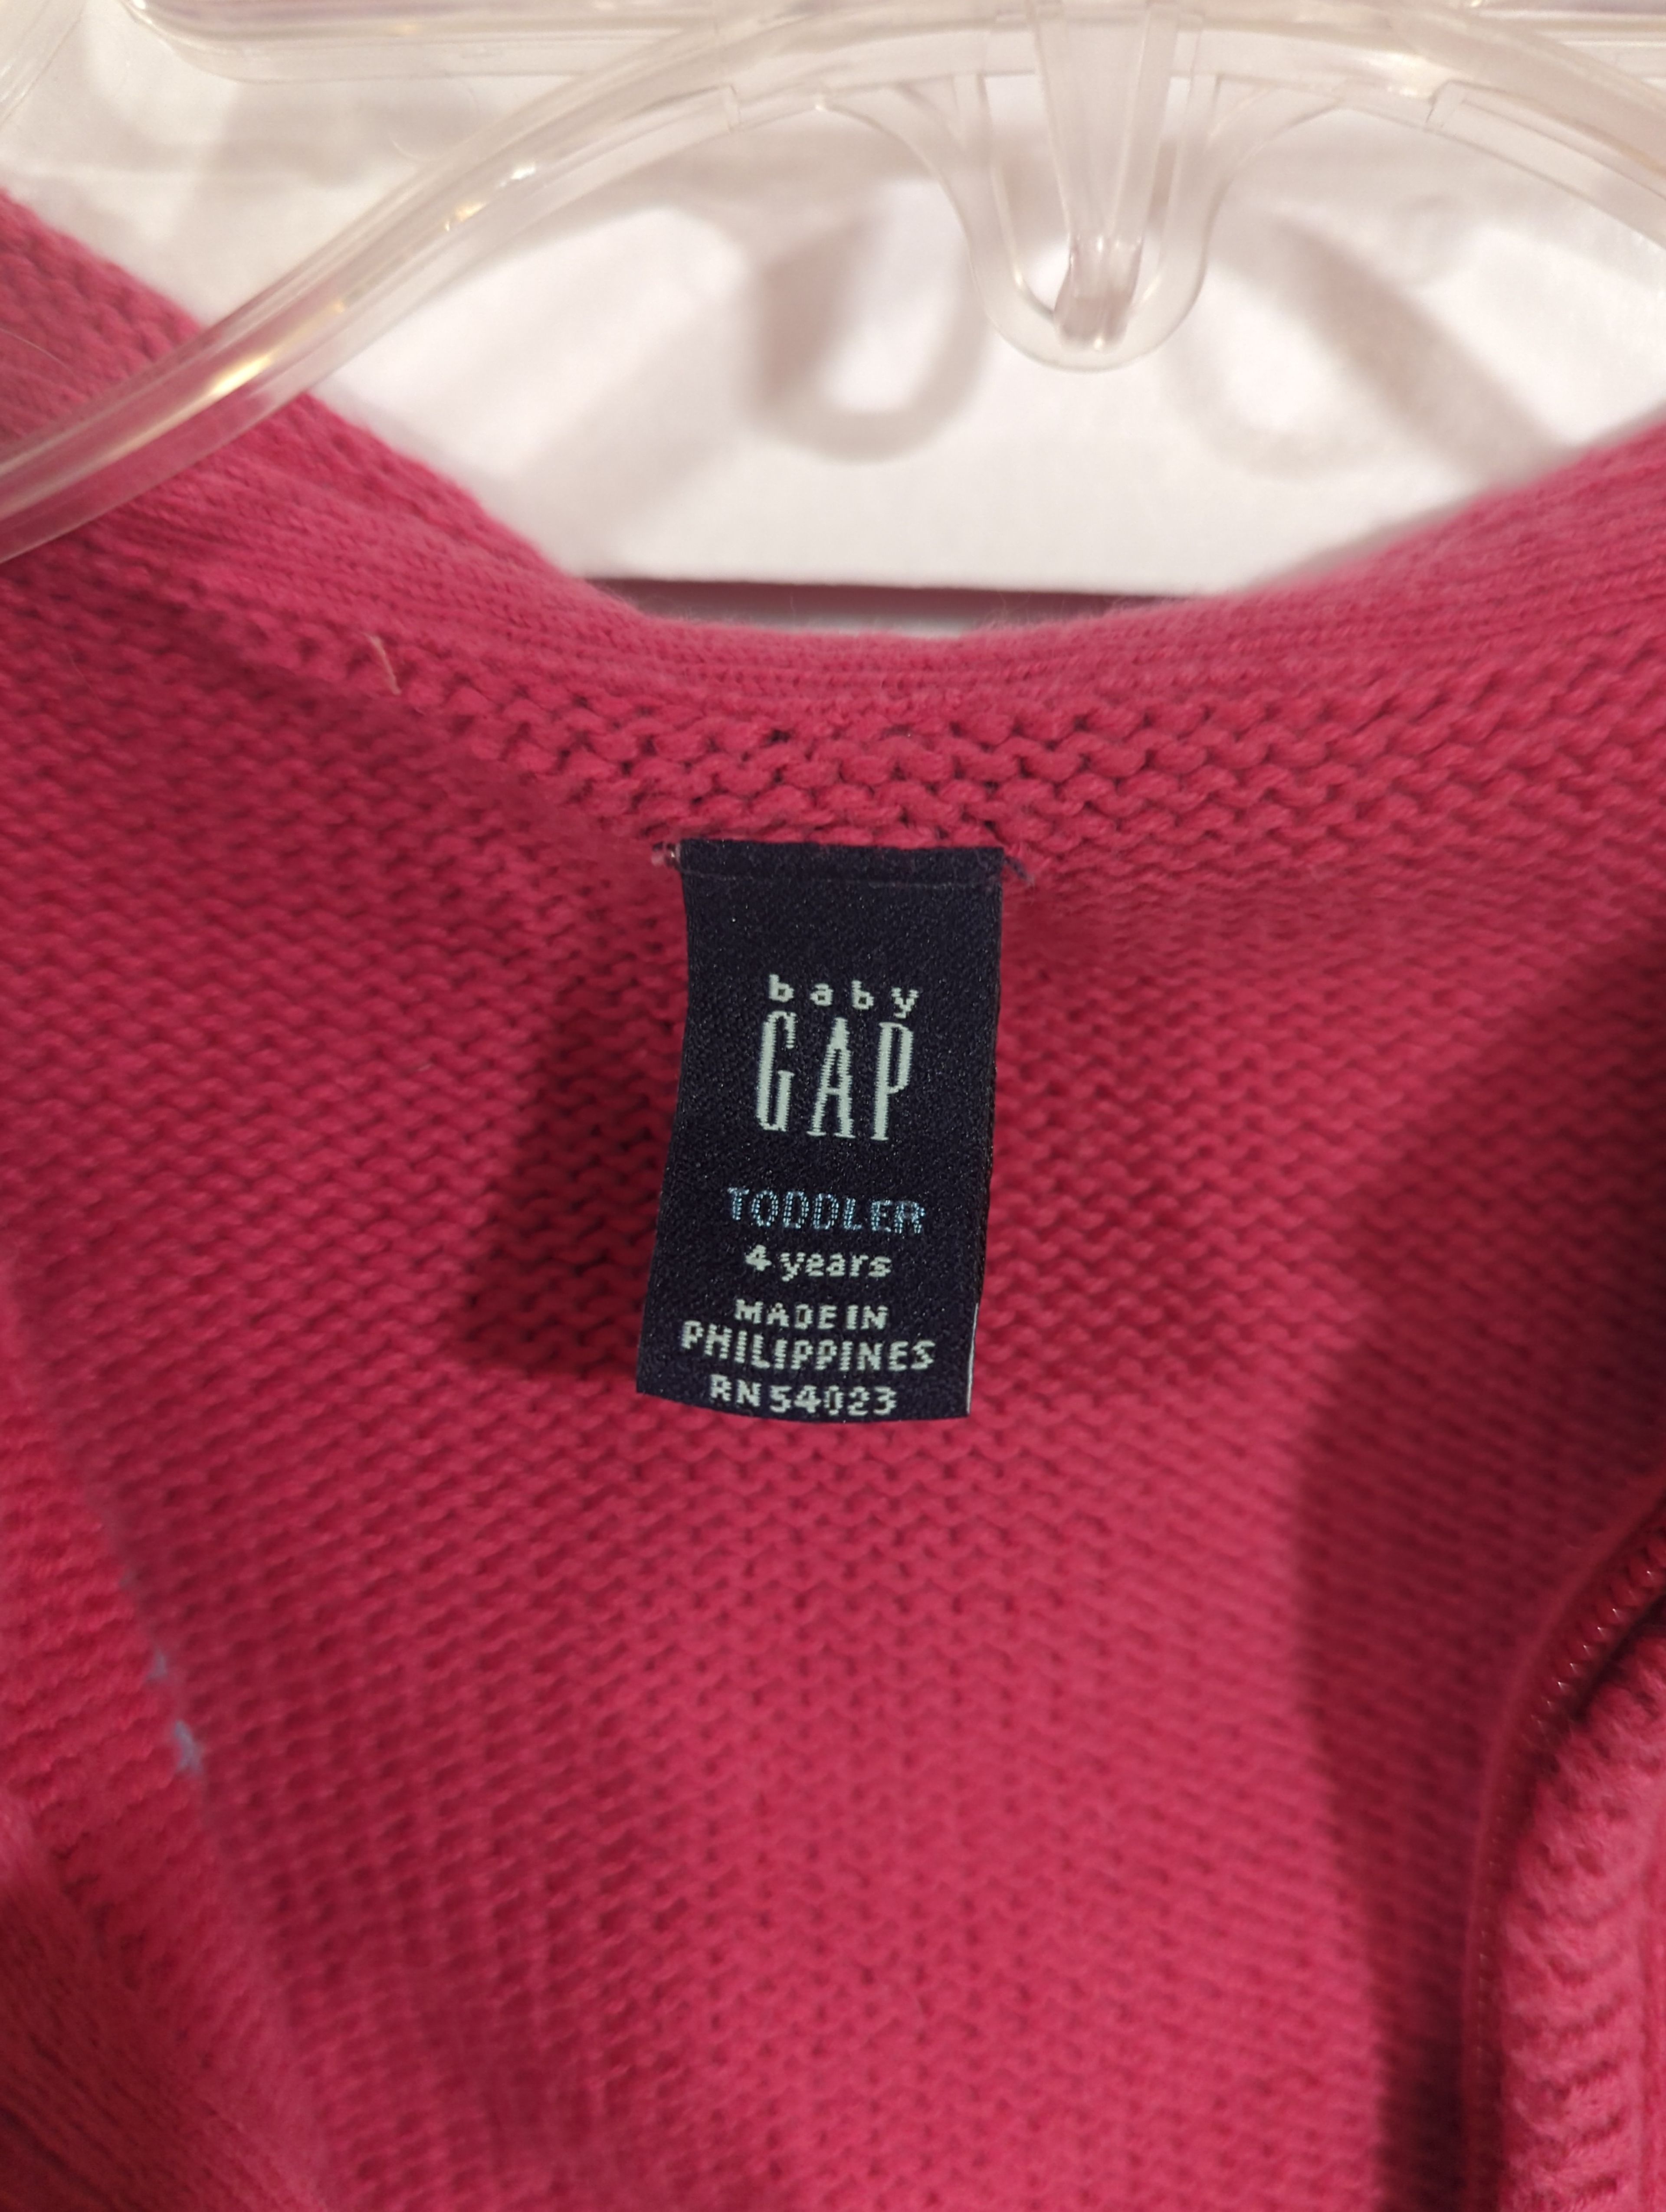 baby
GAP
TODDLER
4 years
MADE IN
PHILIPPINES
RN 54023